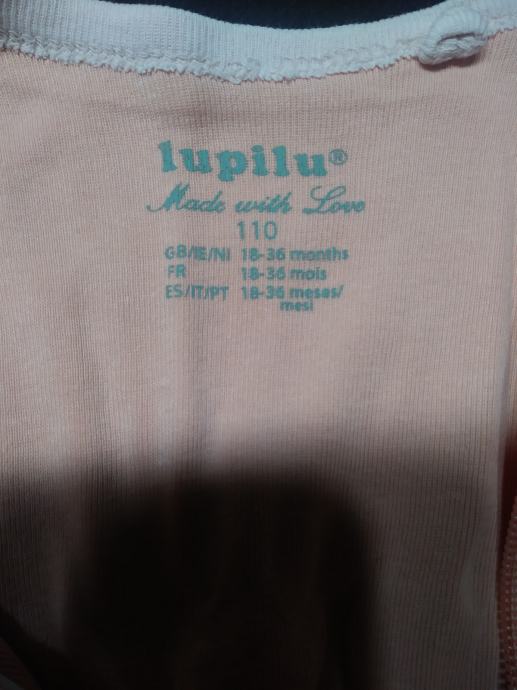 lupilu®
Made with Love
110
GB/IE/NI 18-36 months
FR 18-36 mois
ES/IT/PT 18-36 meses/
mesi